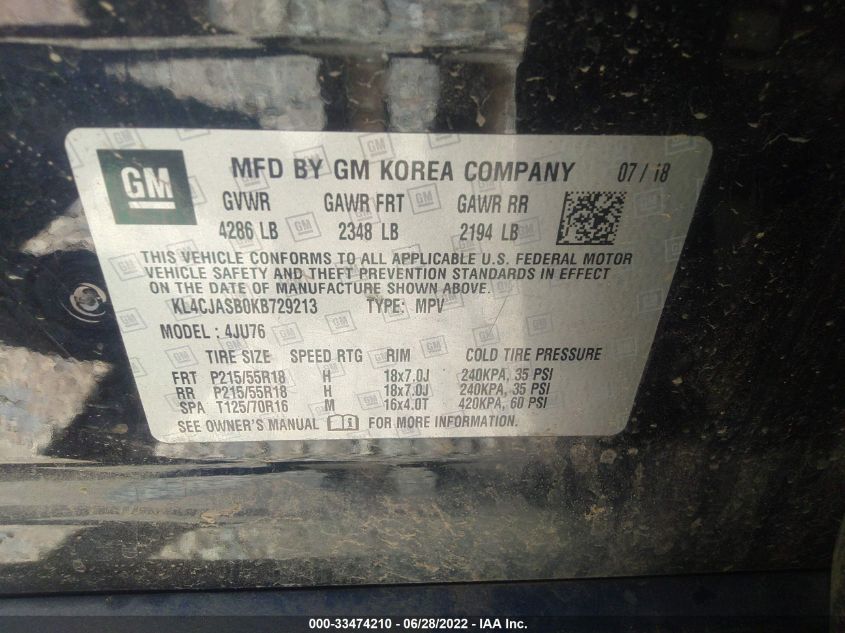 GM MFD BY GM KOREA COMPANY 07/18
GVWR GAWR FRT GAWR RR
4286 LB 2348 LB 2194 LB
THIS VEHICLE CONFORMS TO ALL APPLICABLE U.S. FEDERAL MOTOR
VEHICLE SAFETY AND THEFT PREVENTION STANDARDS IN EFFECT
ON THE DATE OF MANUFACTURE SHOWN ABOVE.
KL4CJASB0KB729213 TYPE: MPV
MODEL: 4JU76
TIRE SIZE SPEED RTG RIM COLD TIRE PRESSURE
FRT P215/55R18 H 18x7.0J 240KPA, 35 PSI
RR P215/55R18 H 18x7.0J 240KPA, 35 PSI
SPA T125/70R16 M 16x4.0T 420KPA, 60 PSI
SEE OWNER'S MANUAL FOR MORE INFORMATION.
000-33474210 - 06/28/2022 - IAA Inc.